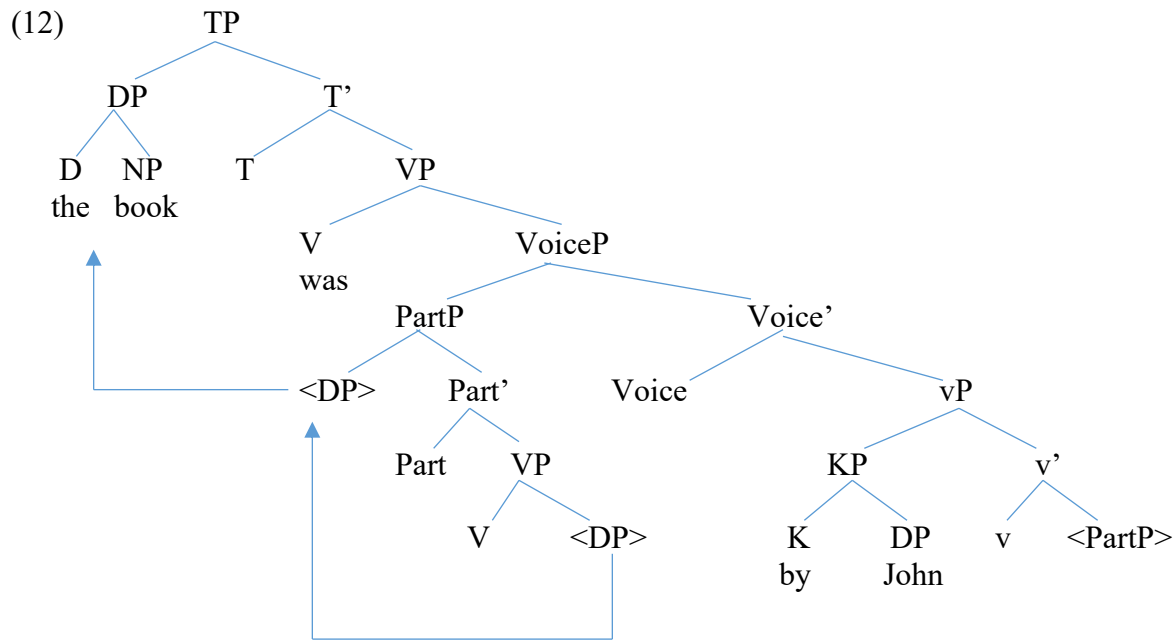 (12) TP
DP T’
D NP T VP
the book
V VoiceP
was
PartP Voice’
<DP> Part’ Voice vP
Part VP KP v’
V <DP> K DP v <PartP>
by John